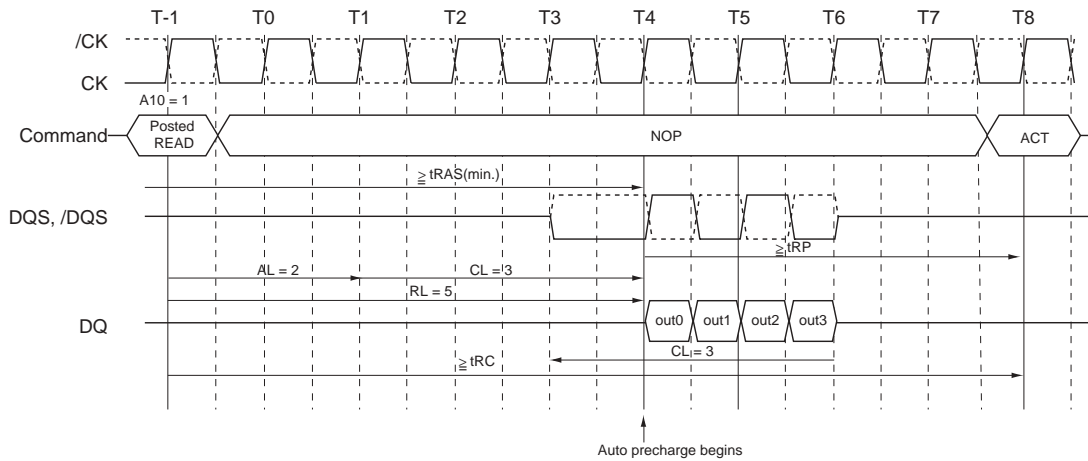 T-1 T0 T1 T2 T3 T4 T5 T6 T7 T8
/CK
CK
A10 = 1
Command
Posted
READ
NOP
ACT
≧ tRAS(min.)
DQS, /DQS
≧ tRP
AL = 2
CL = 3
RL = 5
DQ
out0 out1 out2 out3
CL = 3
≧ tRC
Auto precharge begins